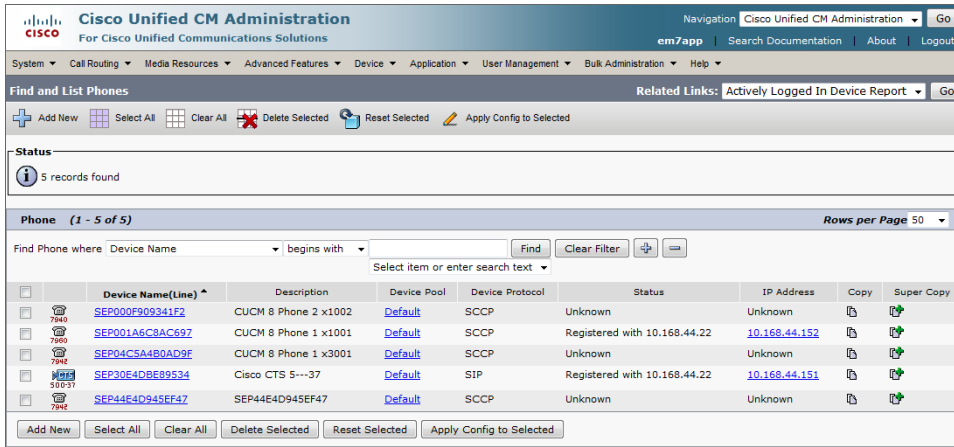 Cisco Unified CM Administration
CISCO For Cisco Unified Communications Solutions
Navigation Cisco Unified CM Administration Go
em7app | Search Documentation | About | Logout
System Call Routing Media Resources Advanced Features Device Application User Management Bulk Administration Help
Find and List Phones Related Links: Actively Logged In Device Report Go
Add New Select All Clear All Delete Selected Reset Selected Apply Config to Selected
Status
5 records found
Phone (1 - 5 of 5) Rows per Page 50
Find Phone where Device Name begins with Find Clear Filter
Select item or enter search text
Device Name(Line) Description Device Pool Device Protocol Status IP Address Copy Super Copy
7940 SEP000F909341F2 CUCM 8 Phone 2 x1002 Default SCCP Unknown Unknown
7960 SEP001A6C8AC697 CUCM 8 Phone 1 x1001 Default SCCP Registered with 10.168.44.22 10.168.44.152
7942 SEP04C5A4B0AD9F CUCM 8 Phone 1 x3001 Default SCCP Unknown Unknown
CTS 500-37 SEP30E4DBE89534 Cisco CTS 5---37 Default SIP Registered with 10.168.44.22 10.168.44.151
7942 SEP44E4D945EF47 SEP44E4D945EF47 Default SCCP Unknown Unknown
Add New Select All Clear All Delete Selected Reset Selected Apply Config to Selected